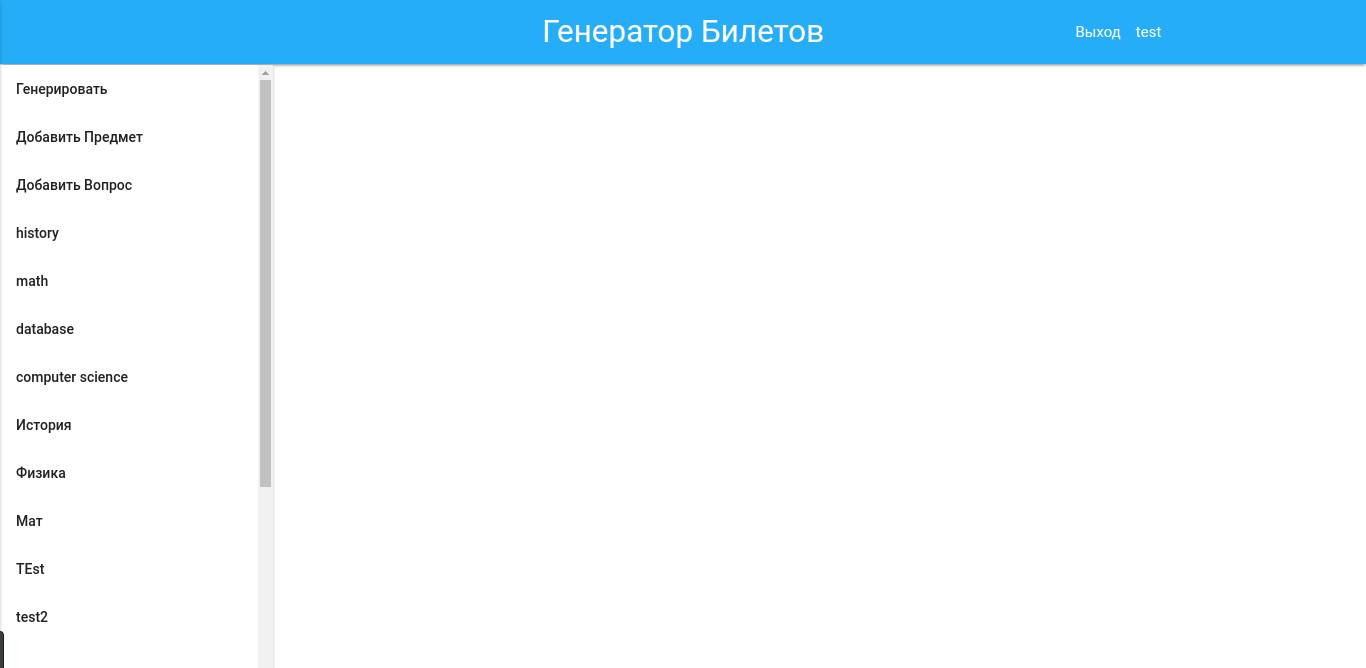 Генератор Билетов
Выход test
Генерировать
Добавить Предмет
Добавить Вопрос
history
math
database
computer science
История
Физика
Мат
TEst
test2